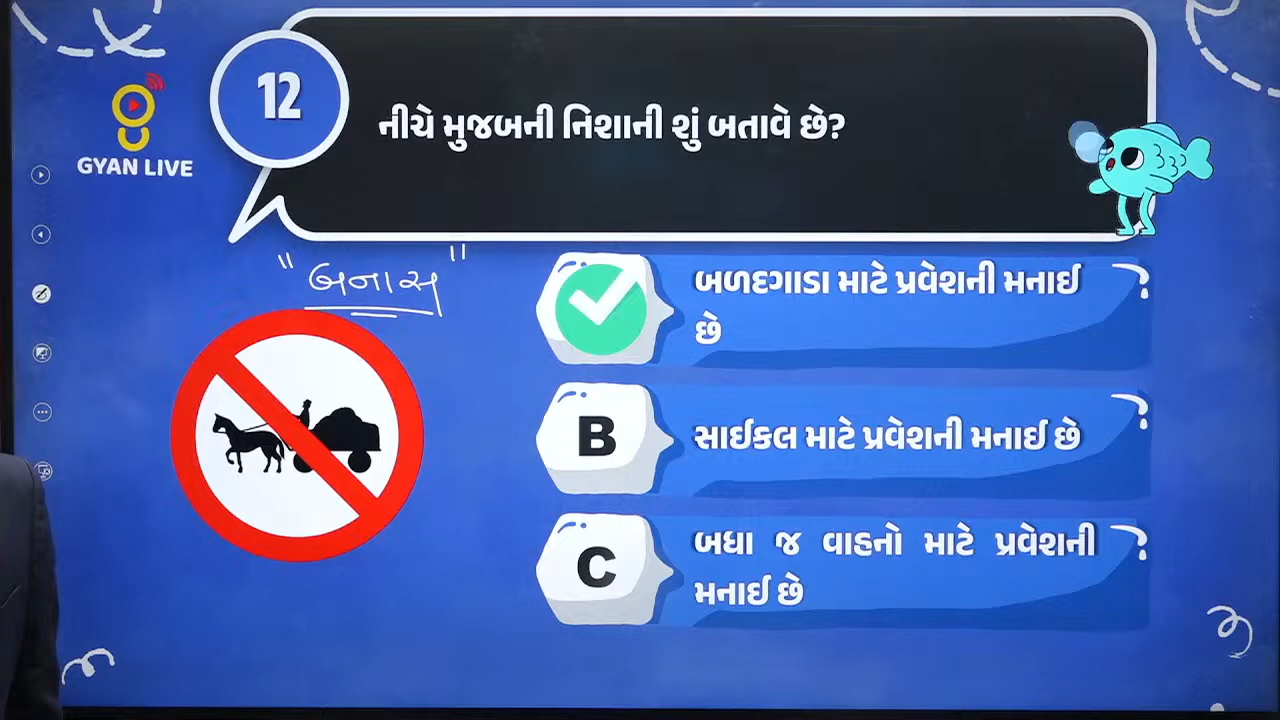 12
નીચે મુજબની નિશાની શું બતાવે છે?
GYAN LIVE
"બનાસ"
બળદગાડા માટે પ્રવેશની મનાઈ
છે
B
સાઈકલ માટે પ્રવેશની મનાઈ છે
C
બધા જ વાહનો માટે પ્રવેશની
મનાઈ છે